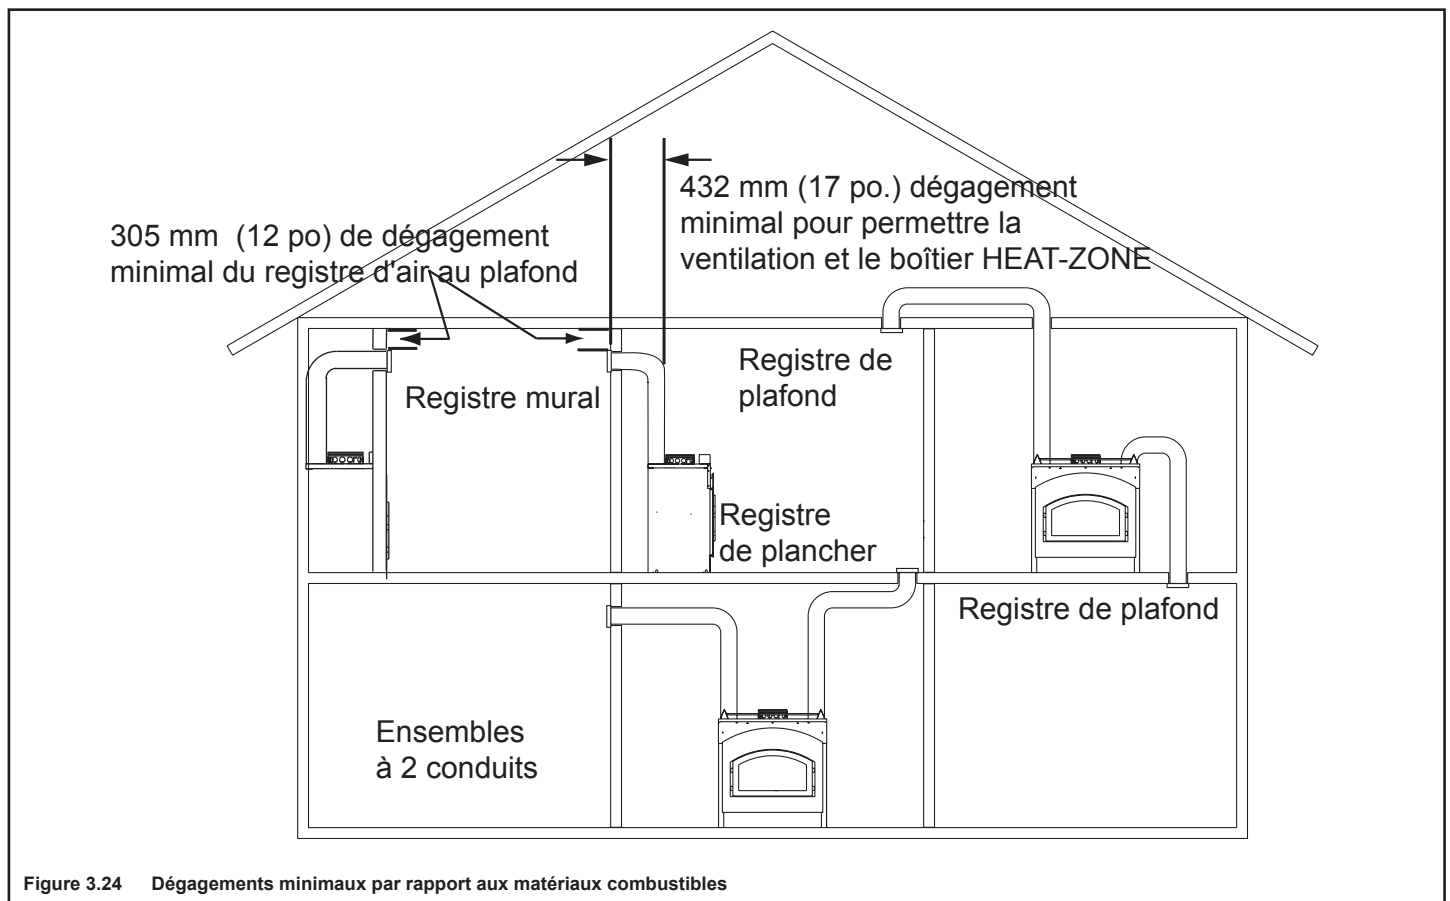 432 mm (17 po.) dégagement
minimal pour permettre la
ventilation et le boîtier HEAT-ZONE
305 mm (12 po) de dégagement
minimal du registre d'air au plafond
Registre de
plafond
Registre mural
Registre
de plancher
Registre de plafond
Ensembles
à 2 conduits
Figure 3.24 Dégagements minimaux par rapport aux matériaux combustibles